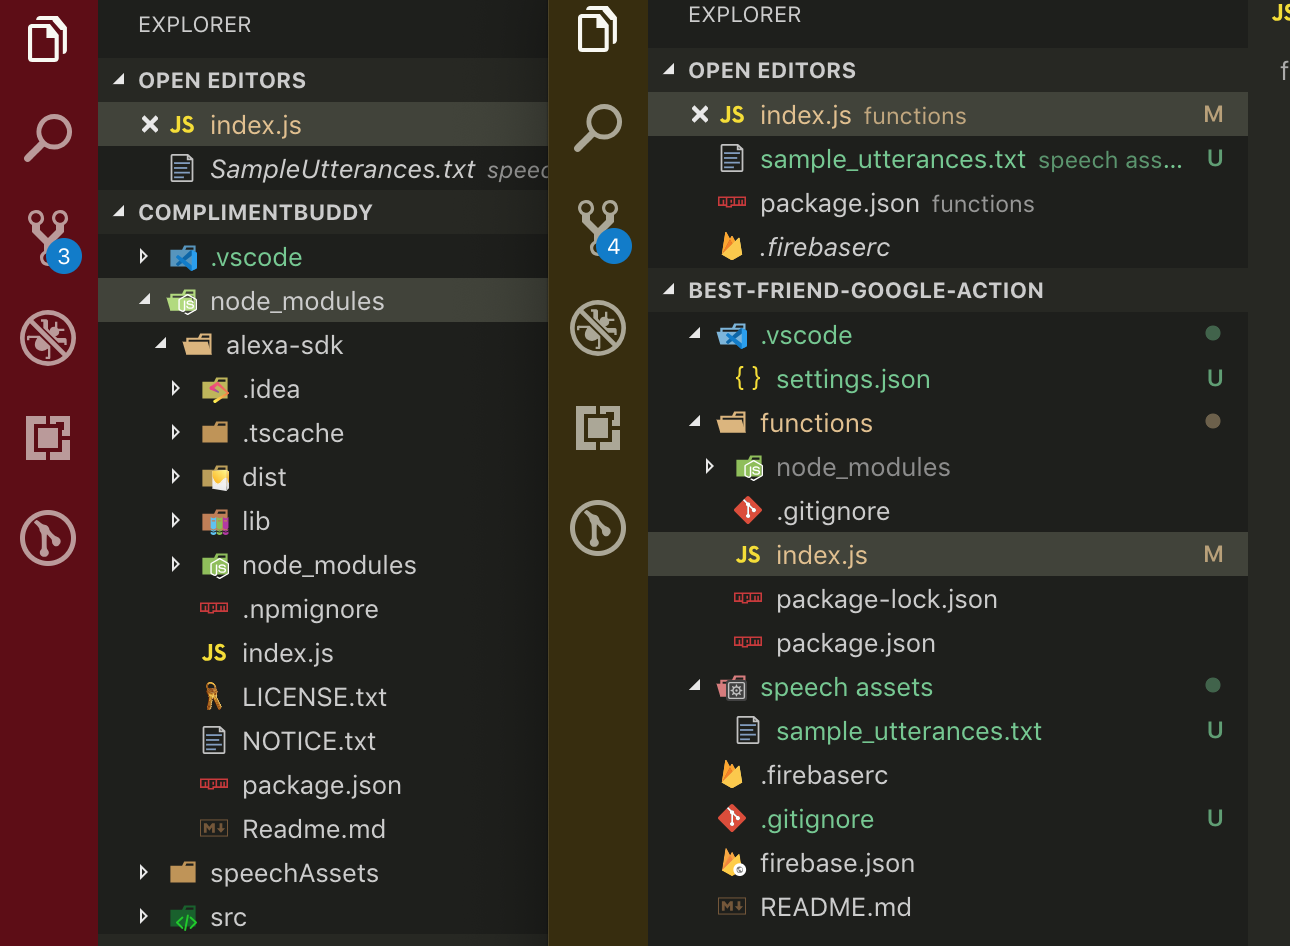 EXPLORER
OPEN EDITORS
JS index.js
SampleUtterances.txt speec
COMPLIMENTBUDDY
3
.vscode
node_modules
alexa-sdk
.idea
.tscache
dist
lib
node_modules
.npmignore
JS index.js
LICENSE.txt
NOTICE.txt
package.json
M Readme.md
speechAssets
src
EXPLORER
OPEN EDITORS
JS index.js functions M
sample_utterances.txt speech ass... U
package.json functions
.firebaserc
BEST-FRIEND-GOOGLE-ACTION
4
.vscode
{ } settings.json U
functions
node_modules
.gitignore
JS index.js M
package-lock.json
package.json
speech assets
sample_utterances.txt U
.firebaserc
.gitignore U
firebase.json
M README.md
JS
f